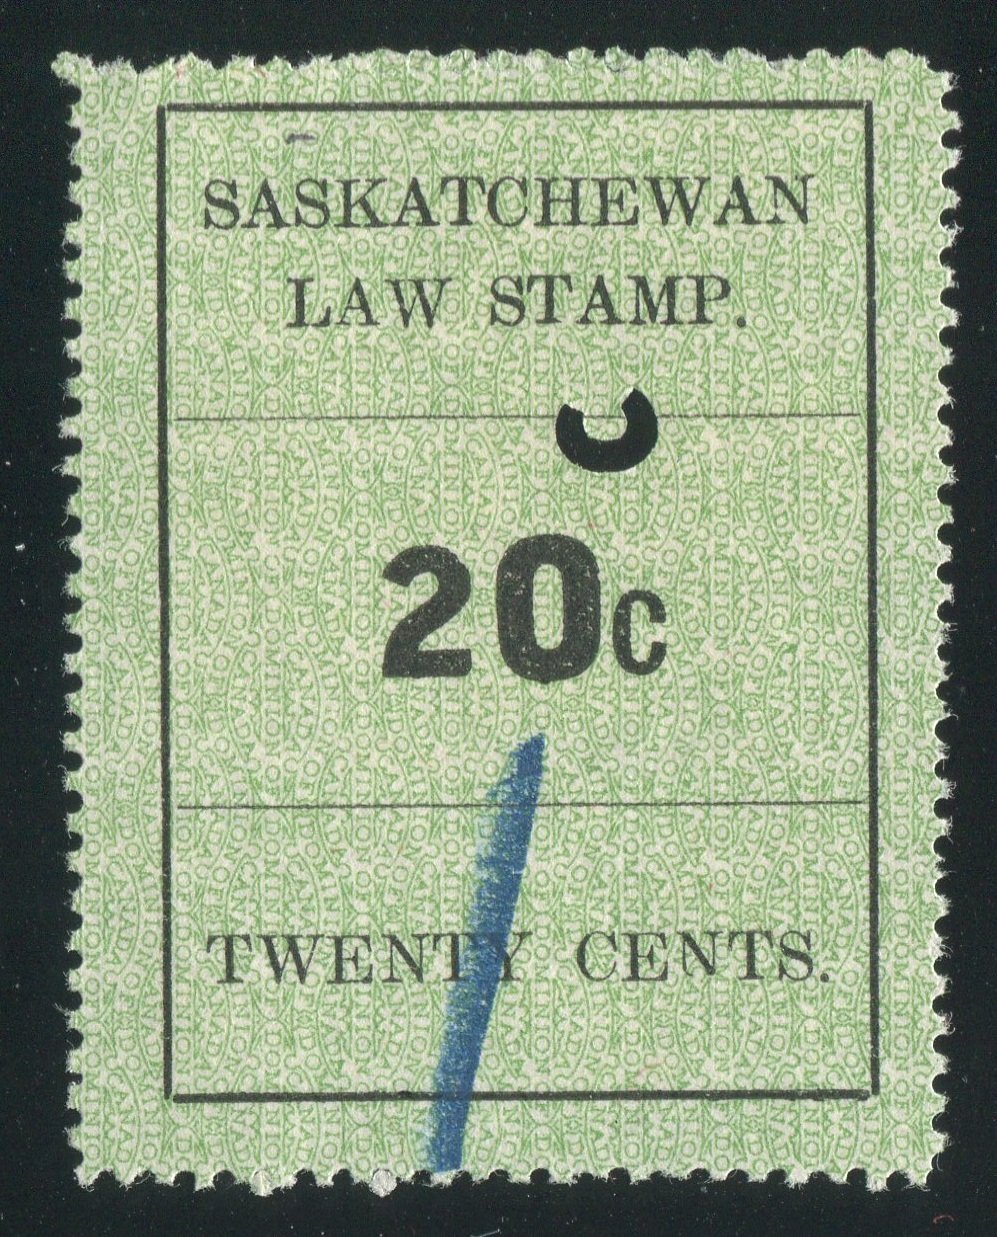 SASKATCHEWAN
LAW STAMP.
20c
TWENTY CENTS.